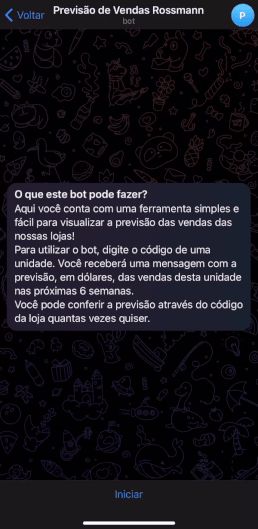 Voltar
Previsão de Vendas Rossmann
bot
P
O que este bot pode fazer?
Aqui você conta com uma ferramenta simples e
fácil para visualizar a previsão das vendas das
nossas lojas!
Para utilizar o bot, digite o código de uma
unidade. Você receberá uma mensagem com a
previsão, em dólares, das vendas desta unidade
nas próximas 6 semanas.
Você pode conferir a previsão através do código
da loja quantas vezes quiser.
Iniciar